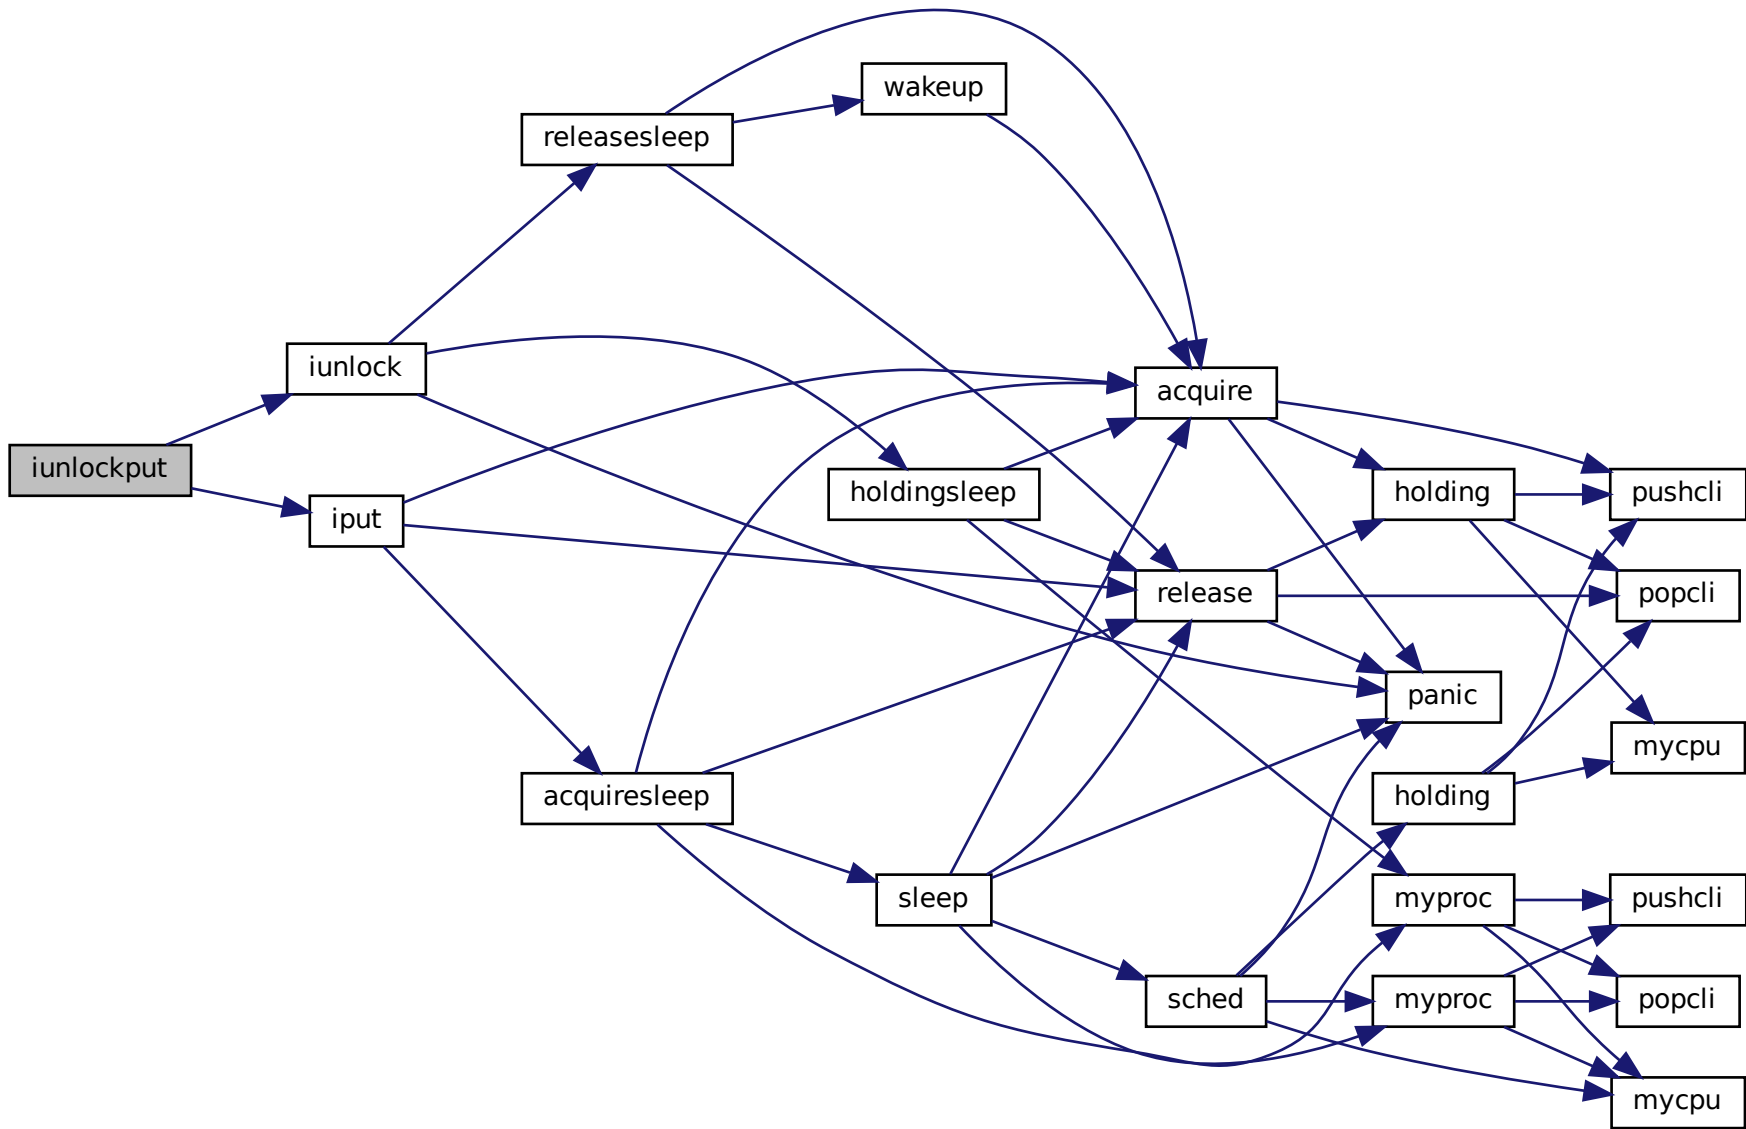 wakeup
releasesleep
iunlock
acquire
iunlockput
holdingsleep
holding
pushcli
iput
release
popcli
panic
mycpu
acquiresleep
holding
sleep
myproc
pushcli
sched
myproc
popcli
mycpu